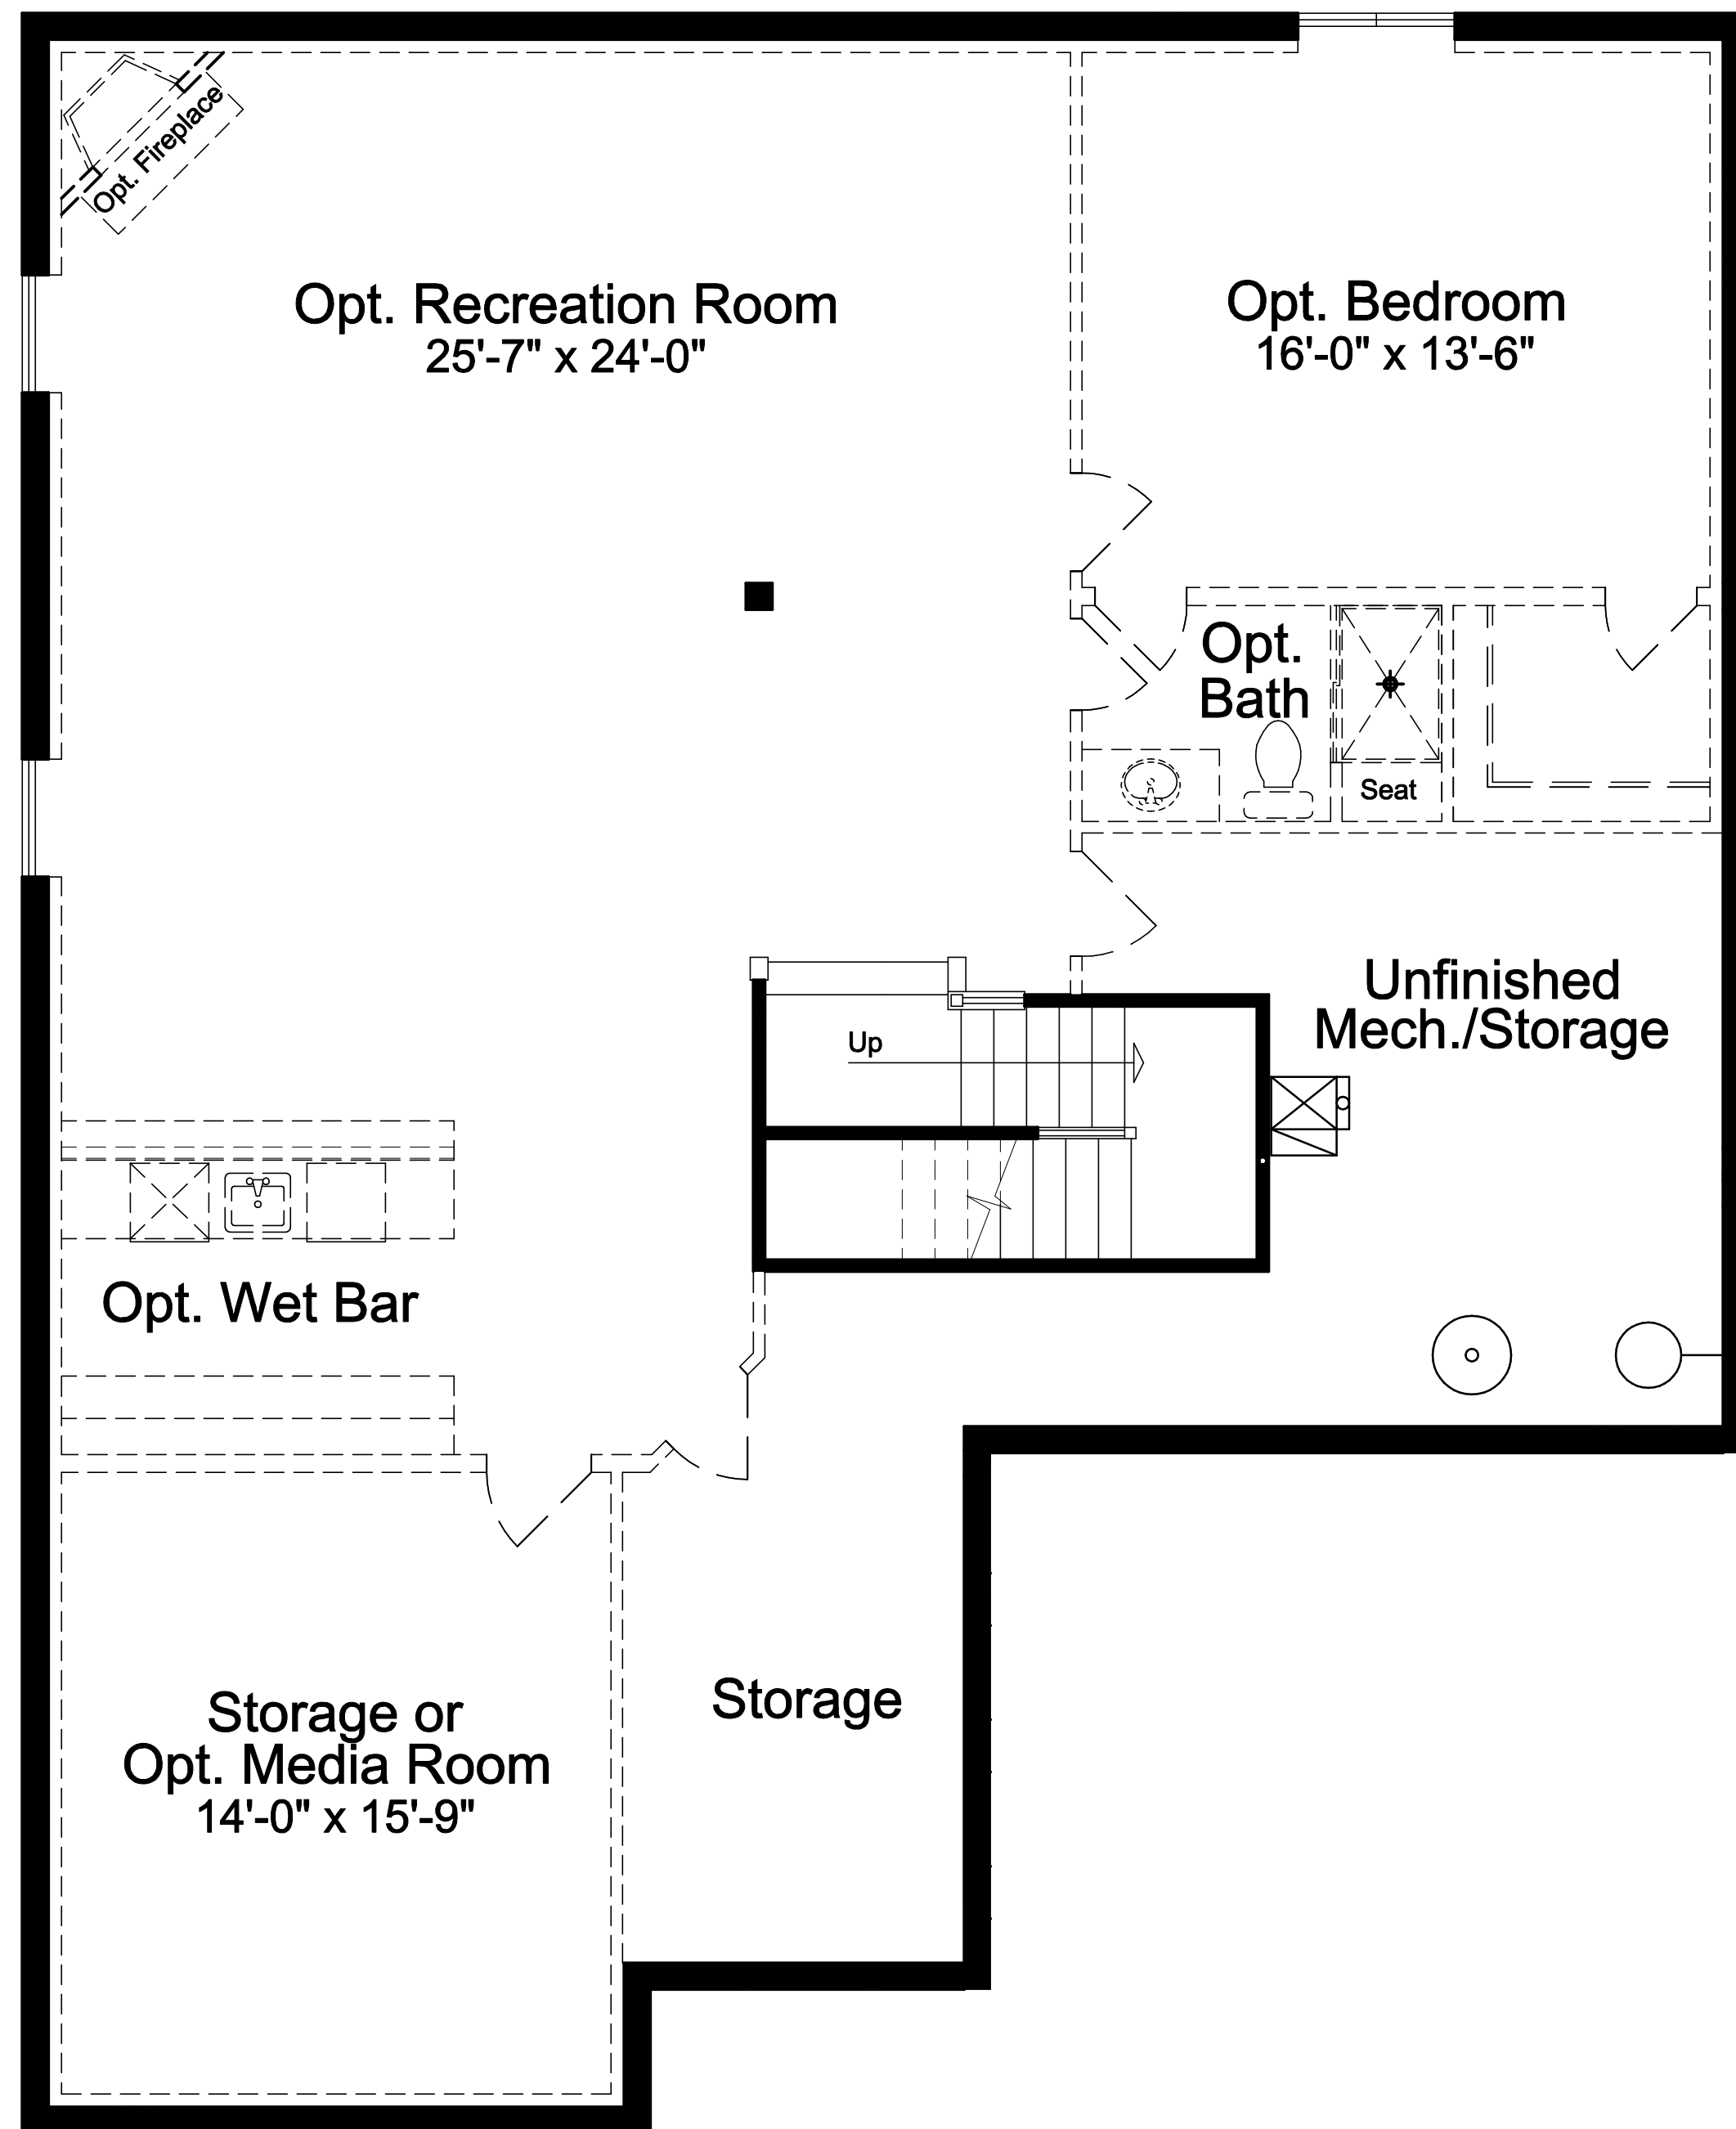 Opt. Fireplace
Opt. Recreation Room
25'-7" x 24'-0"
Opt. Bedroom
16'-0" x 13'-6"
Opt.
Bath
Seat
Unfinished
Mech./Storage
Up
Opt. Wet Bar
Storage
Storage or
Opt. Media Room
14'-0" x 15'-9"